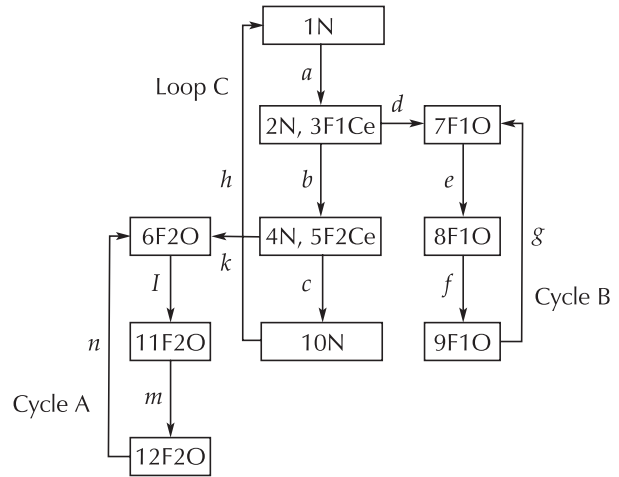 1N
Loop C
a
d
2N, 3F1Ce
7F1O
h
b
e
g
6F2O
4N, 5F2Ce
8F1O
k
I
c
f
Cycle B
n
11F2O
10N
9F1O
Cycle A
m
12F2O